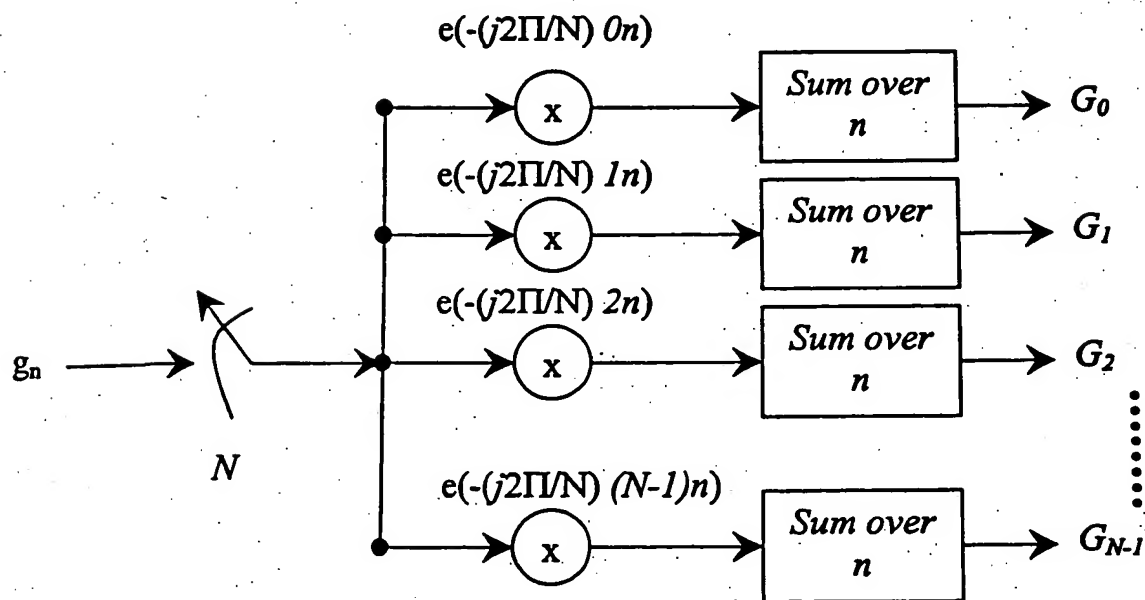 e(-(j2Π/N) 0n)
x
Sum over
n
G₀
e(-(j2Π/N) 1n)
x
Sum over
n
G₁
e(-(j2Π/N) 2n)
gₙ
x
Sum over
n
G₂
N
e(-(j2Π/N) (N-1)n)
x
Sum over
n
G_{N-1}